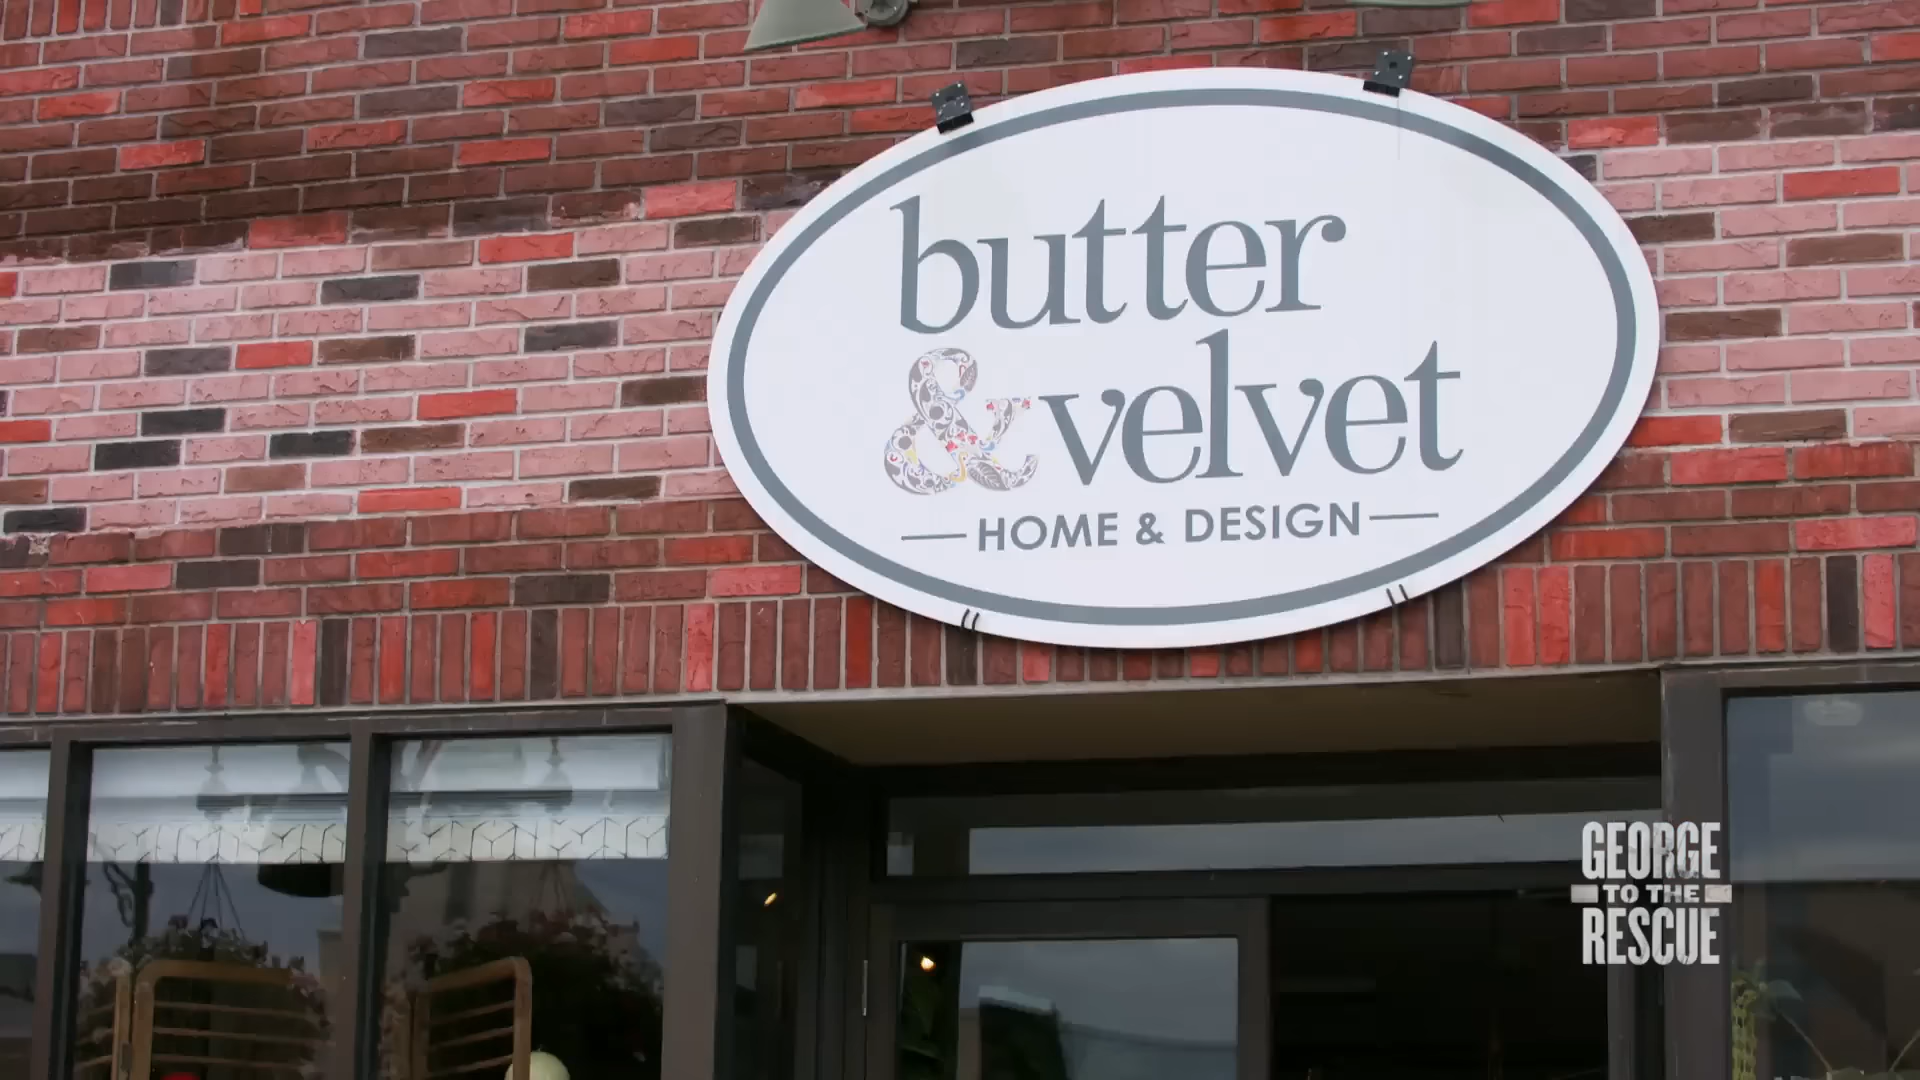 butter
& velvet
HOME & DESIGN
GEORGE
TO THE
RESCUE